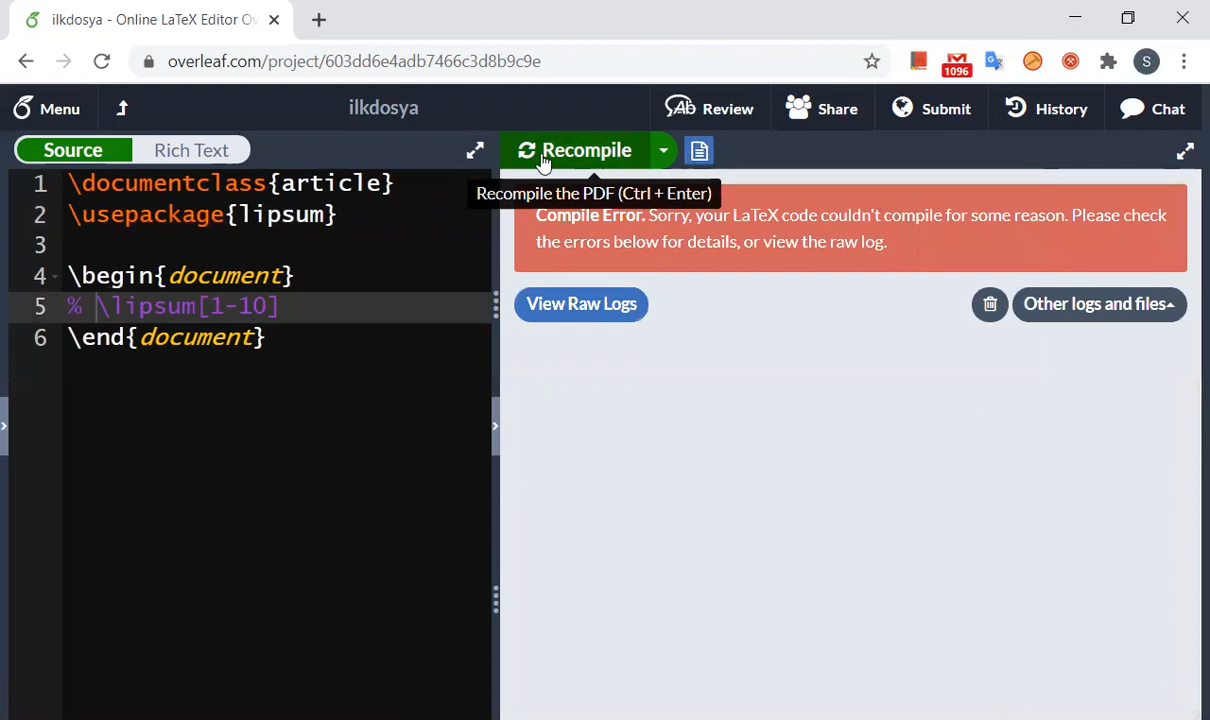 ilkdosya - Online LaTeX Editor Ov
overleaf.com/project/603dd6e4adb7466c3d8b9c9e
1096
S
Menu
ilkdosya
Review
Share
Submit
History
Chat
Source
Rich Text
Recompile
Recompile the PDF (Ctrl + Enter)
1 \documentclass{article}
2 \usepackage{lipsum}
3
4 \begin{document}
5 % \lipsum[1-10]
6 \end{document}
Compile Error. Sorry, your LaTeX code couldn't compile for some reason. Please check
the errors below for details, or view the raw log.
View Raw Logs
Other logs and files